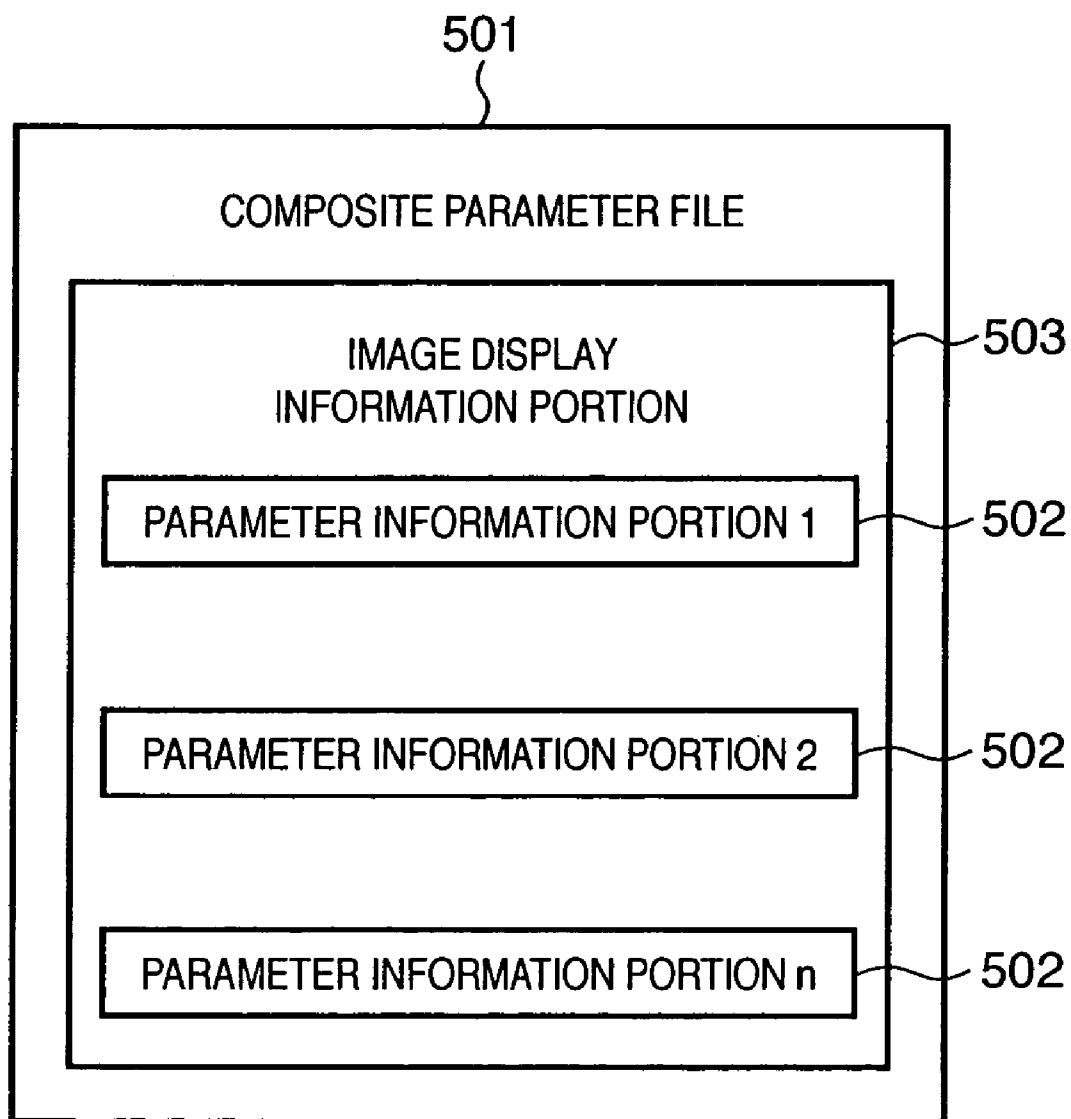 501
COMPOSITE PARAMETER FILE
503
IMAGE DISPLAY
INFORMATION PORTION
PARAMETER INFORMATION PORTION 1
502
PARAMETER INFORMATION PORTION 2
502
PARAMETER INFORMATION PORTION n
502